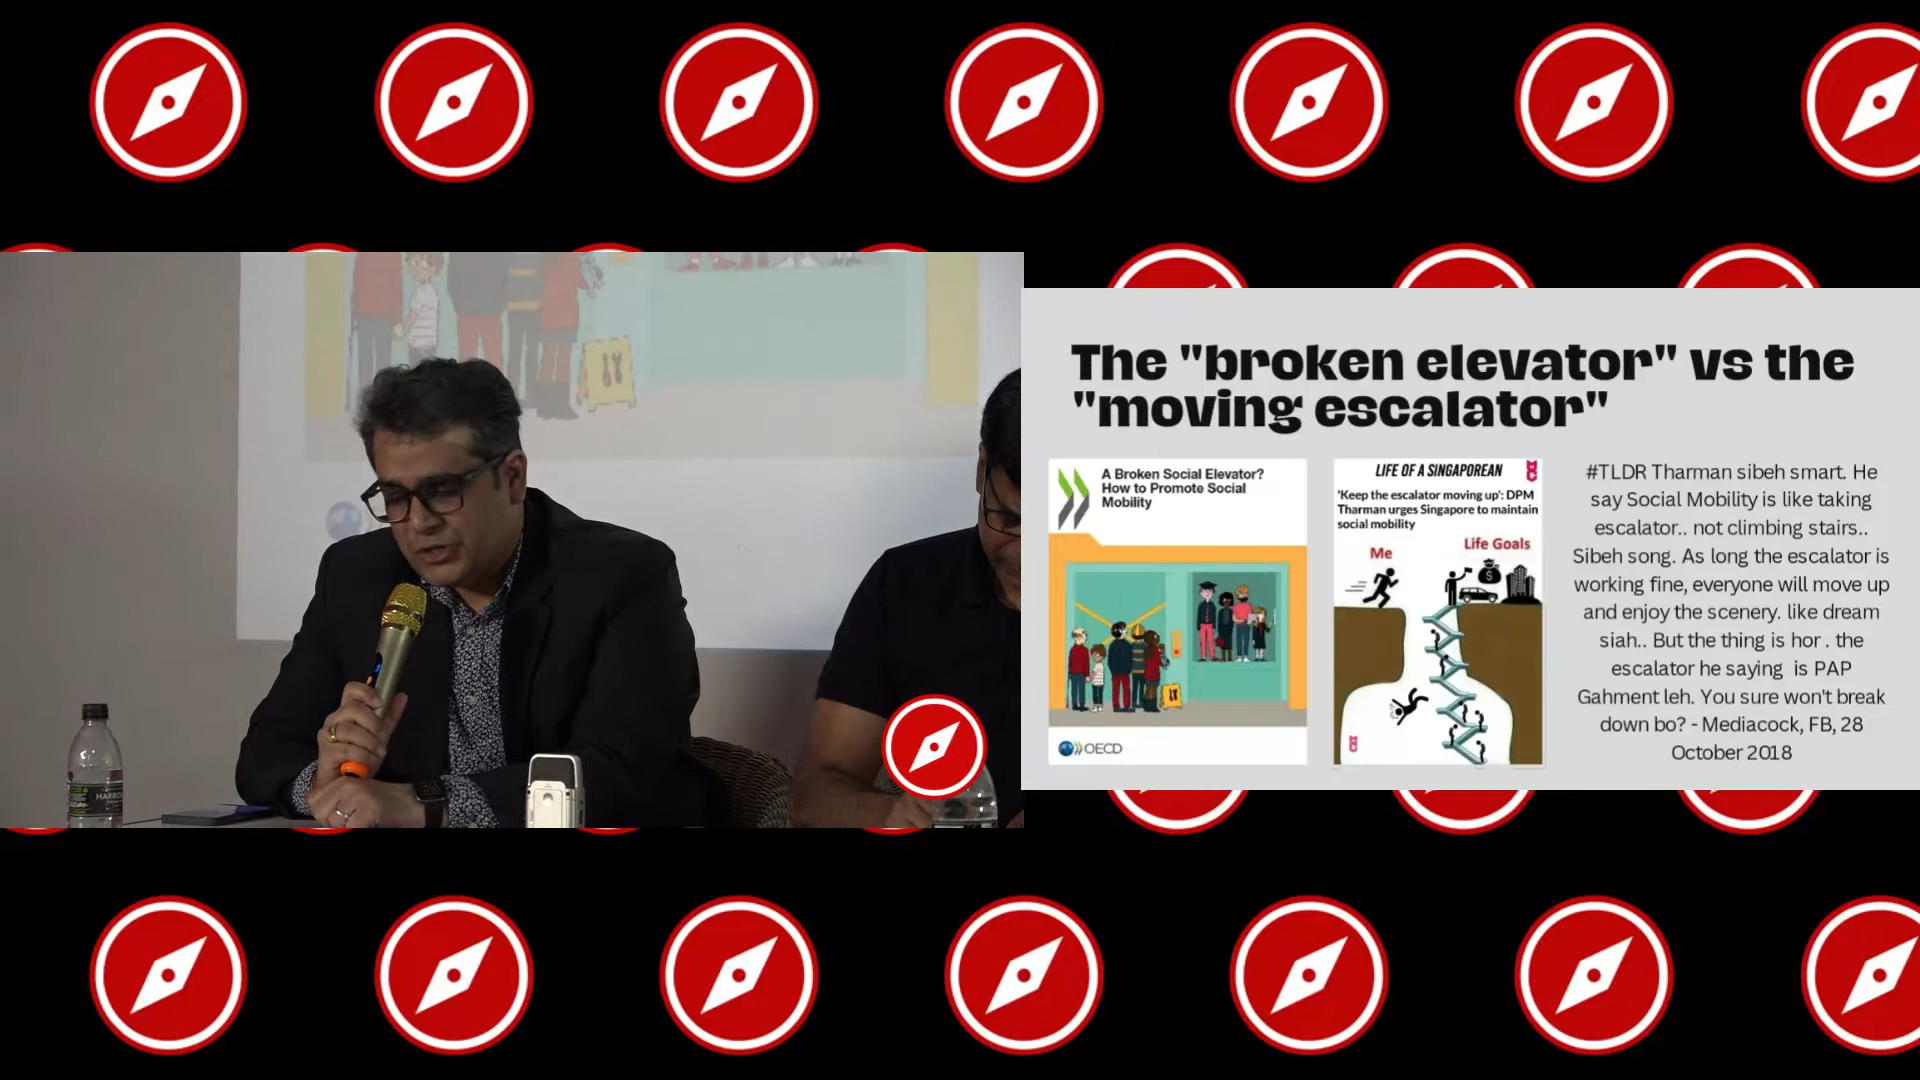 The "broken elevator" vs the
"moving escalator"
A Broken Social Elevator?
How to Promote Social
Mobility
OECD
LIFE OF A SINGAPOREAN
'Keep the escalator moving up': DPM
Tharman urges Singapore to maintain
social mobility
Me
Life Goals
$
#TLDR Tharman sibeh smart. He
say Social Mobility is like taking
escalator.. not climbing stairs..
Sibeh song. As long the escalator is
working fine, everyone will move up
and enjoy the scenery. like dream
siah.. But the thing is hor . the
escalator he saying  is PAP
Gahment leh. You sure won't break
down bo? - Mediacock, FB, 28
October 2018